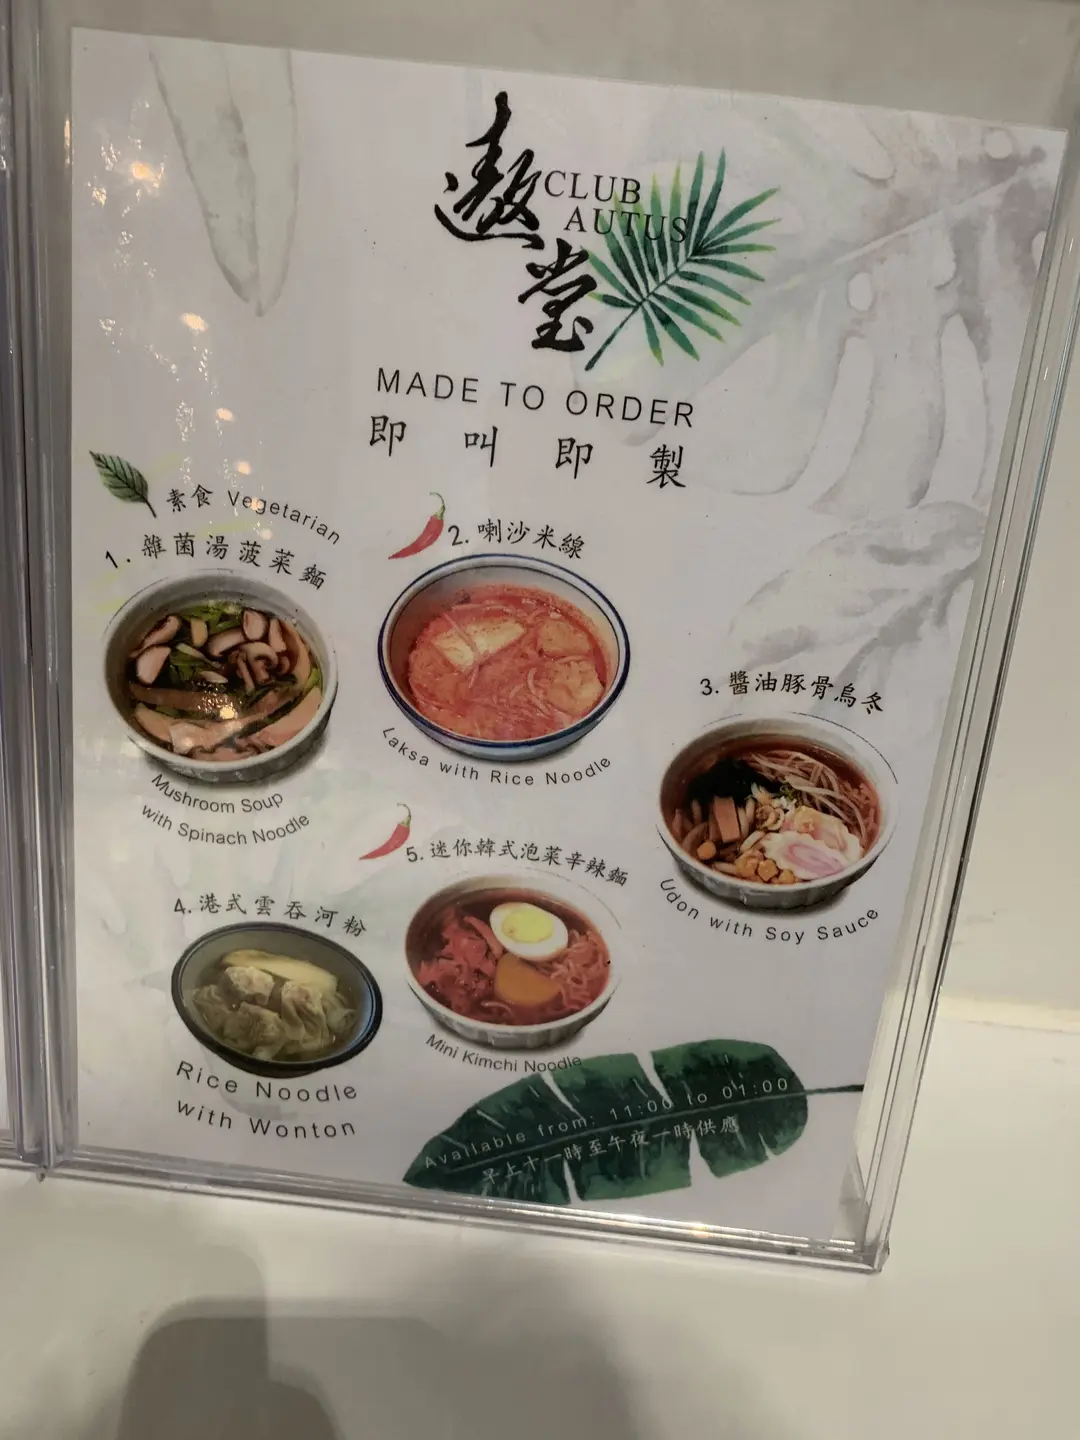 遨堂
CLUB
AUTUS
MADE TO ORDER
即叫即製
素食 Vegetarian
1. 雜菌湯菠菜麵
Mushroom Soup
with Spinach Noodle
2. 喇沙米線
Laksa with Rice Noodle
3. 醬油豚骨烏冬
Udon with Soy Sauce
4. 港式雲吞河粉
Rice Noodle
with Wonton
5. 迷你韓式泡菜辛辣麵
Mini Kimchi Noodle
Available from: 11:00 to 01:00
早上十一時至午夜一時供應